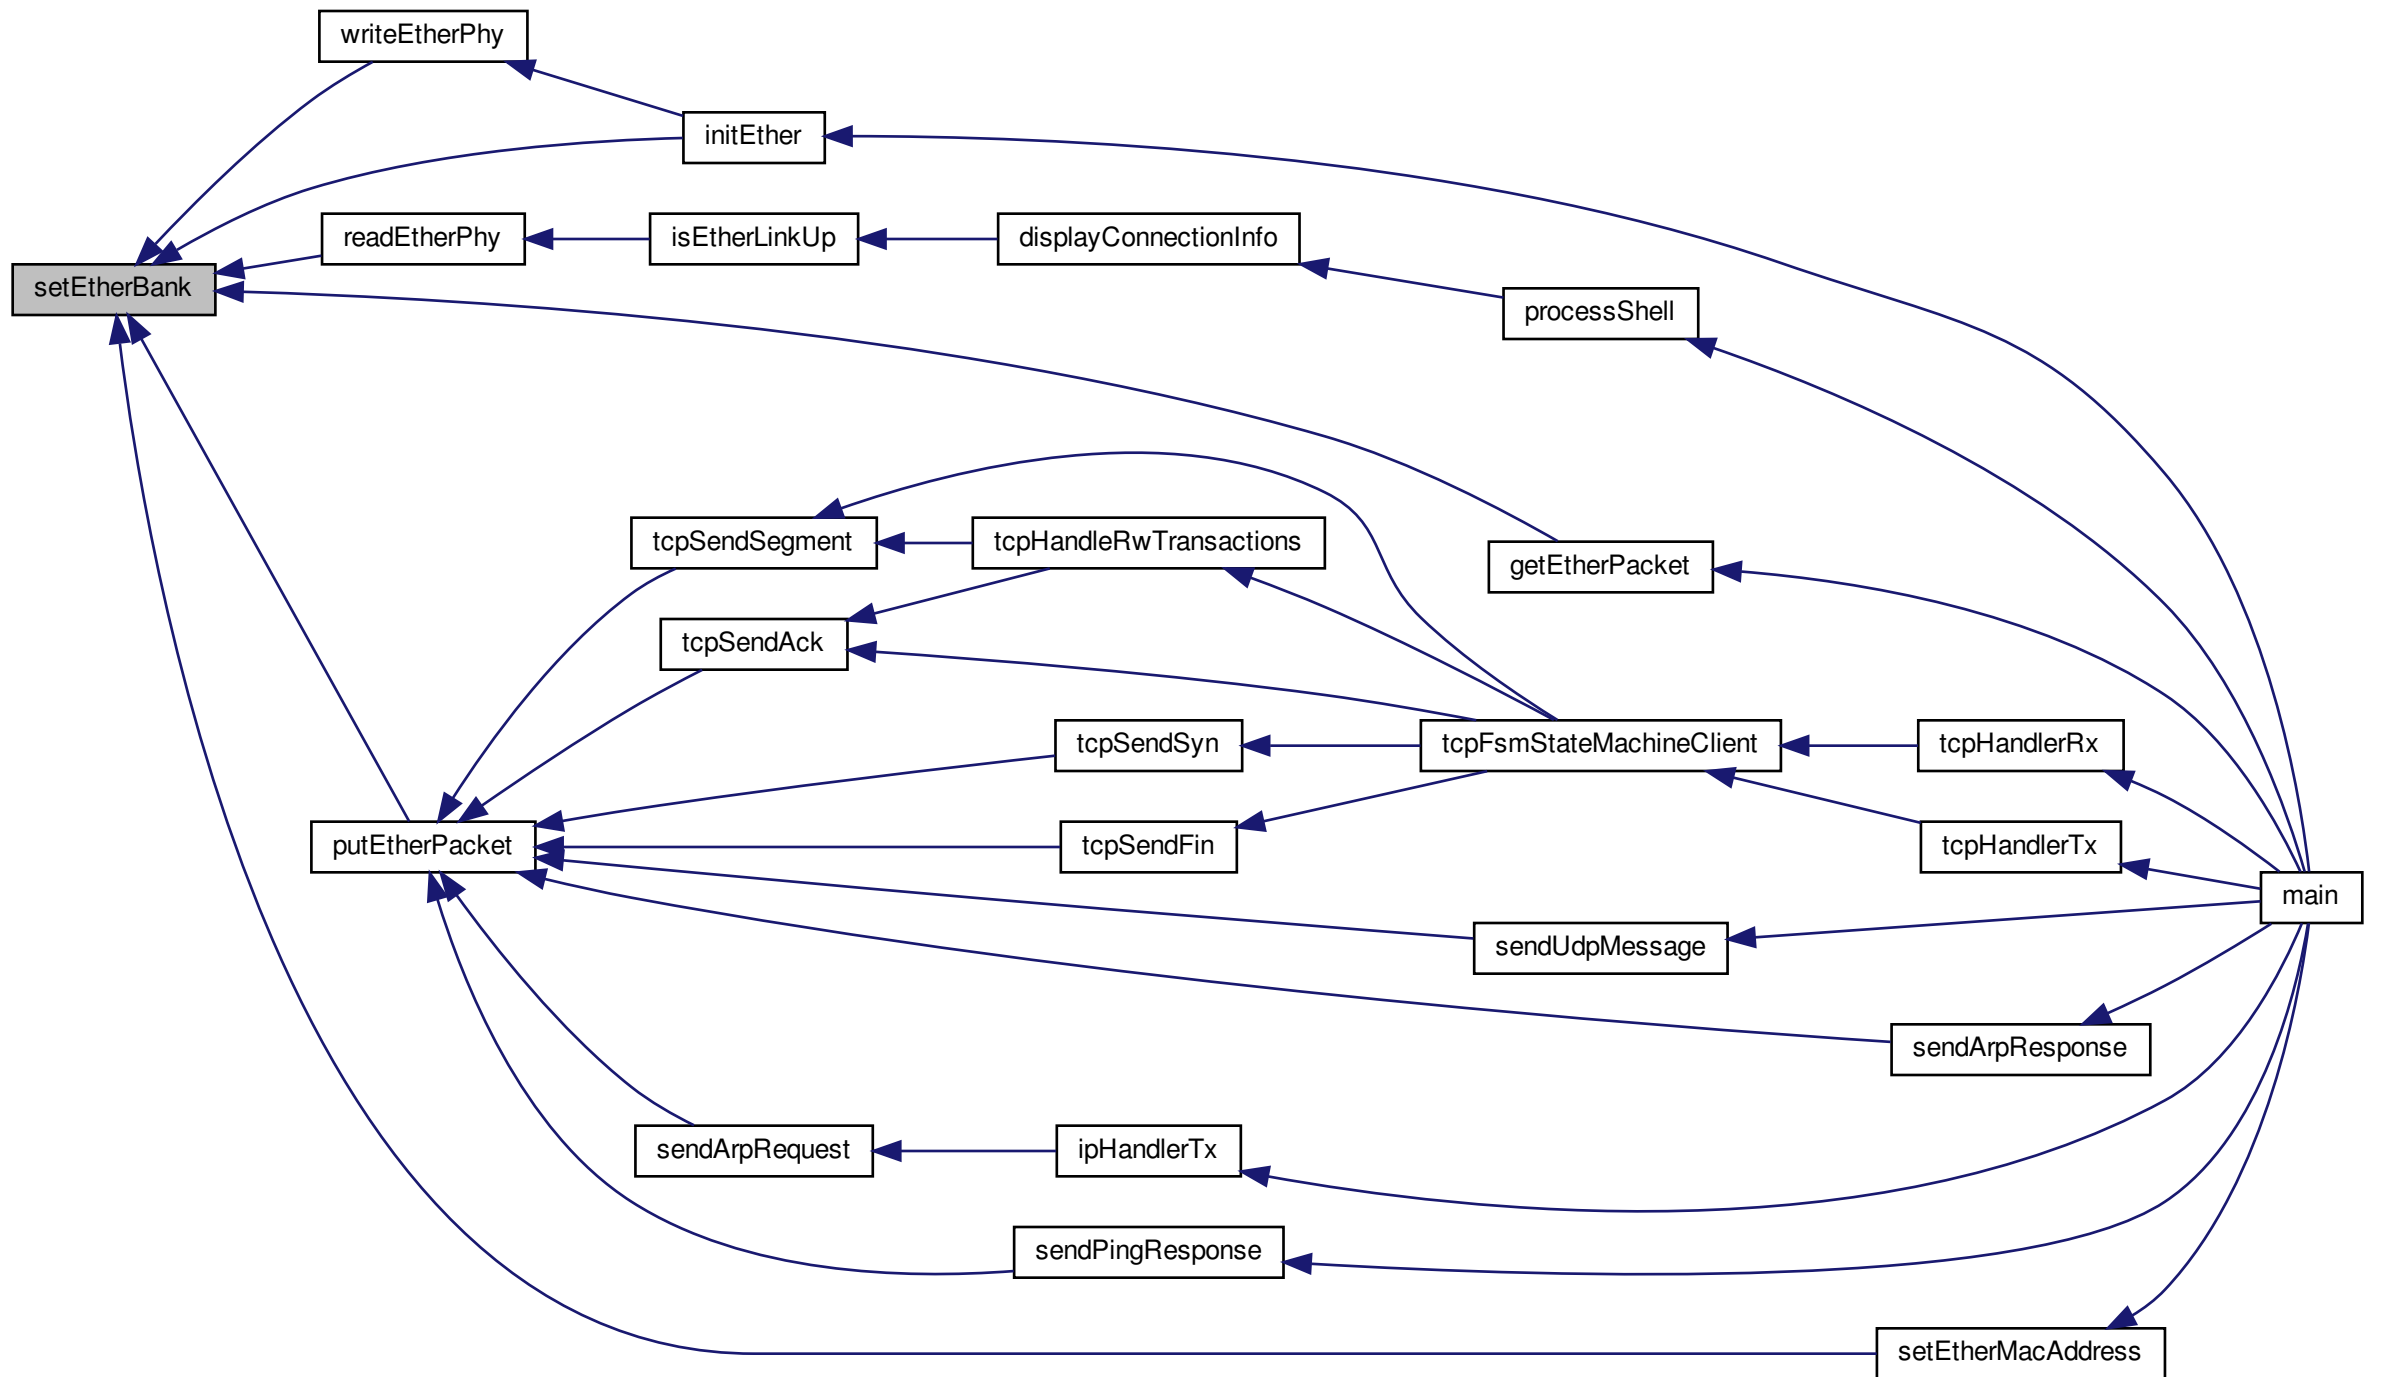 writeEtherPhy
initEther
readEtherPhy
isEtherLinkUp
displayConnectionInfo
setEtherBank
processShell
tcpSendSegment
tcpHandleRwTransactions
getEtherPacket
tcpSendAck
tcpSendSyn
tcpFsmStateMachineClient
tcpHandlerRx
putEtherPacket
tcpSendFin
tcpHandlerTx
main
sendUdpMessage
sendArpResponse
sendArpRequest
ipHandlerTx
sendPingResponse
setEtherMacAddress